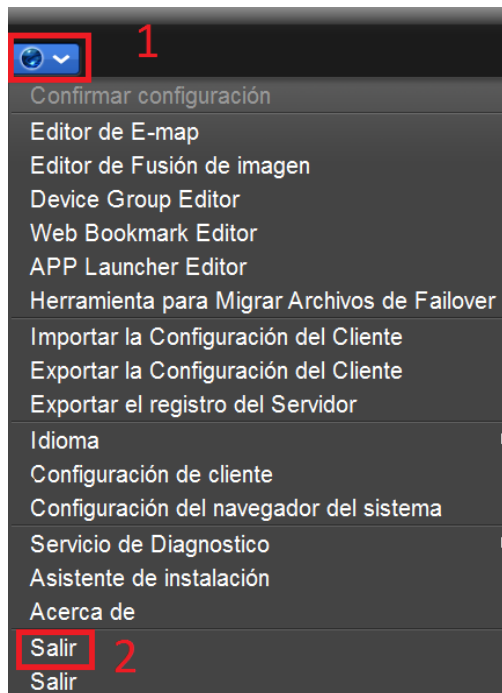 1
Confirmar configuración
Editor de E-map
Editor de Fusión de imagen
Device Group Editor
Web Bookmark Editor
APP Launcher Editor
Herramienta para Migrar Archivos de Failover
Importar la Configuración del Cliente
Exportar la Configuración del Cliente
Exportar el registro del Servidor
Idioma
Configuración de cliente
Configuración del navegador del sistema
Servicio de Diagnostico
Asistente de instalación
Acerca de
Salir 2
Salir